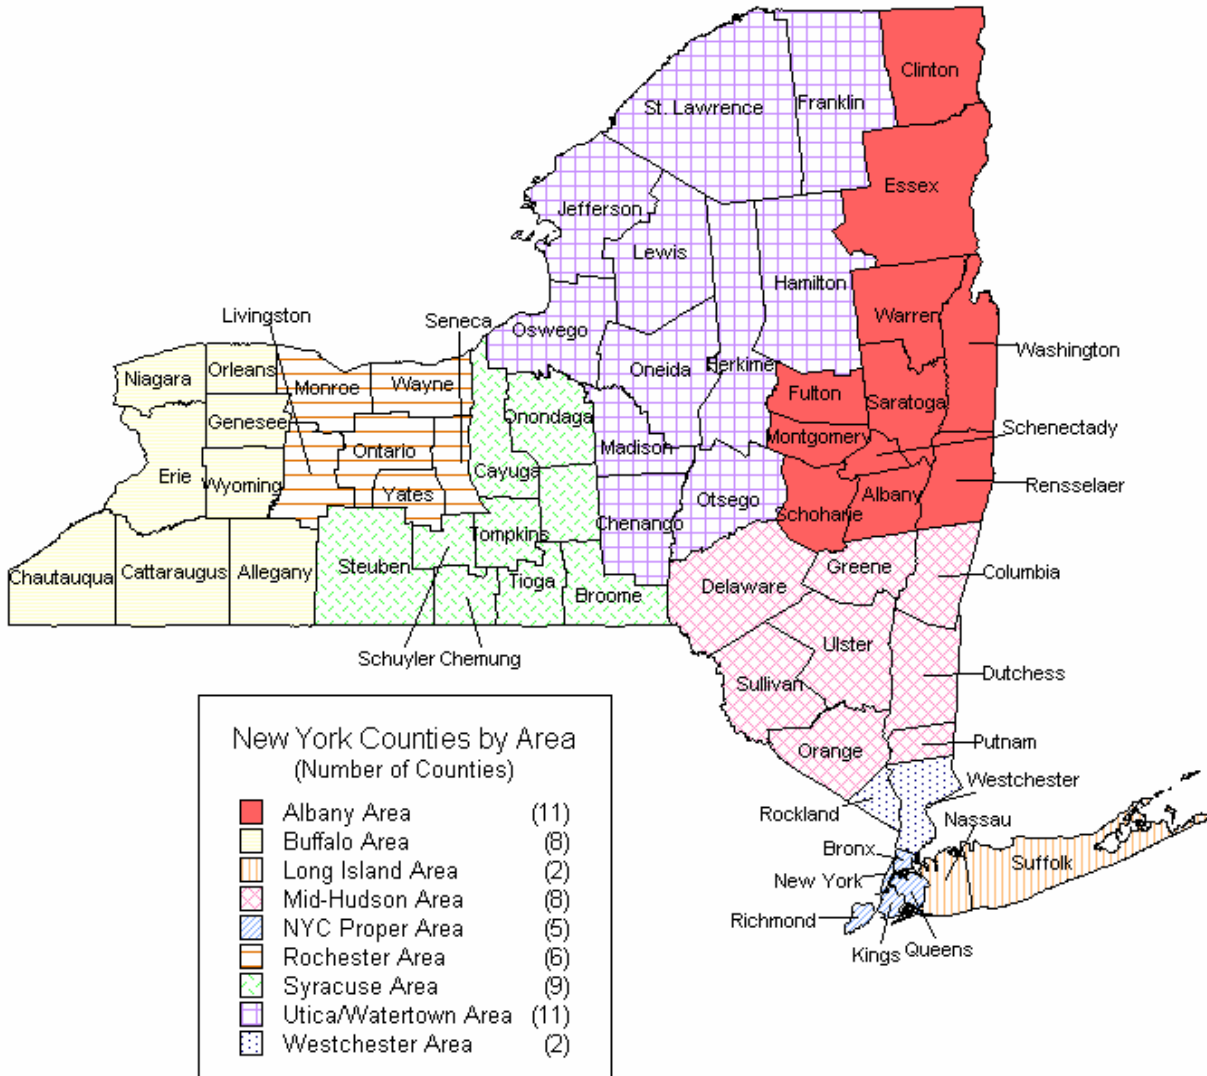 Clinton
Franklin
St. Lawrence
Essex
Jefferson
Lewis
Hamilton
Livingston
Seneca
Warren
Oswego
Washington
Niagara
Orleans
Monroe
Wayne
Oneida
Herkimer
Fulton
Saratoga
Genesee
Onondaga
Schenectady
Montgomery
Madison
Ontario
Erie
Wyoming
Cayuga
Yates
Otsego
Albany
Rensselaer
Schoharie
Chenango
Tompkins
Chautauqua
Cattaraugus
Allegany
Steuben
Tioga
Broome
Delaware
Greene
Columbia
Schuyler
Chemung
Ulster
Dutchess
Sullivan
Orange
Putnam
Westchester
Rockland
Nassau
Bronx
Suffolk
New York
Richmond
Kings
Queens
New York Counties by Area
(Number of Counties)
Albany Area (11)
Buffalo Area (8)
Long Island Area (2)
Mid-Hudson Area (8)
NYC Proper Area (5)
Rochester Area (6)
Syracuse Area (9)
Utica/Watertown Area (11)
Westchester Area (2)